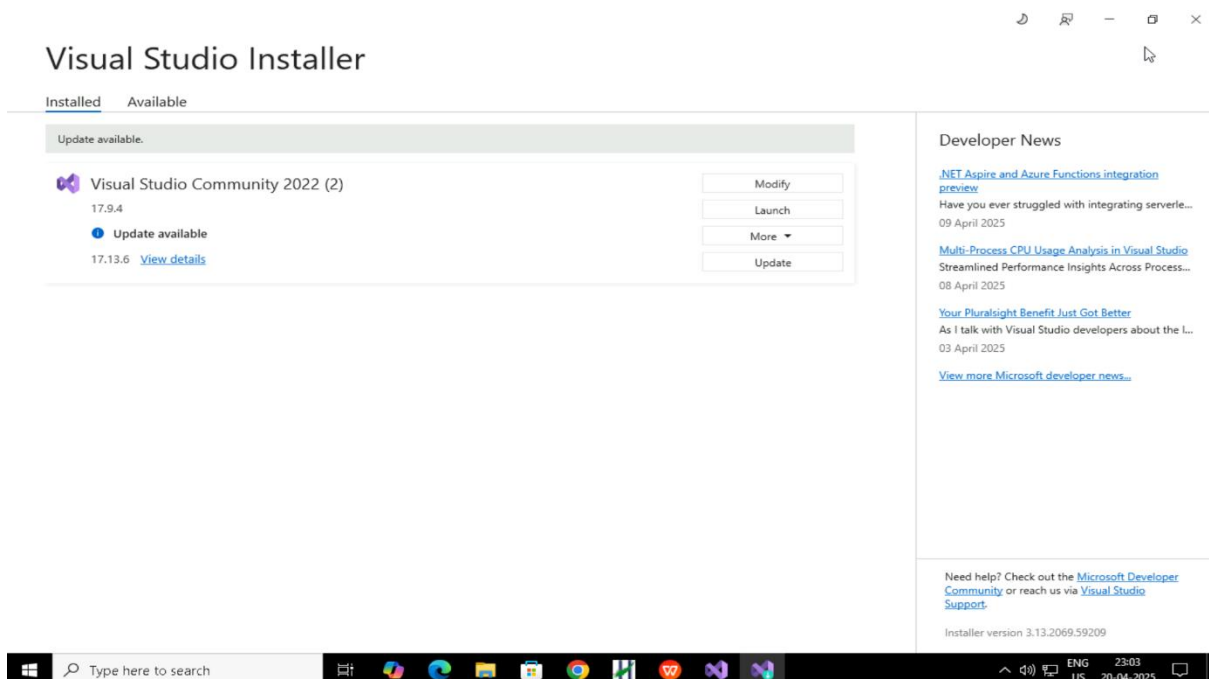 Visual Studio Installer
Installed Available
Update available.
Visual Studio Community 2022 (2)
17.9.4
Update available
17.13.6 View details
Modify
Launch
More
Update
Developer News
.NET Aspire and Azure Functions integration
preview
Have you ever struggled with integrating serverle...
09 April 2025
Multi-Process CPU Usage Analysis in Visual Studio
Streamlined Performance Insights Across Process...
08 April 2025
Your Pluralsight Benefit Just Got Better
As I talk with Visual Studio developers about the l...
03 April 2025
View more Microsoft developer news...
Need help? Check out the Microsoft Developer
Community or reach us via Visual Studio
Support.
Installer version 3.13.2069.59209
Type here to search
ENG
US
23:03
20-04-2025